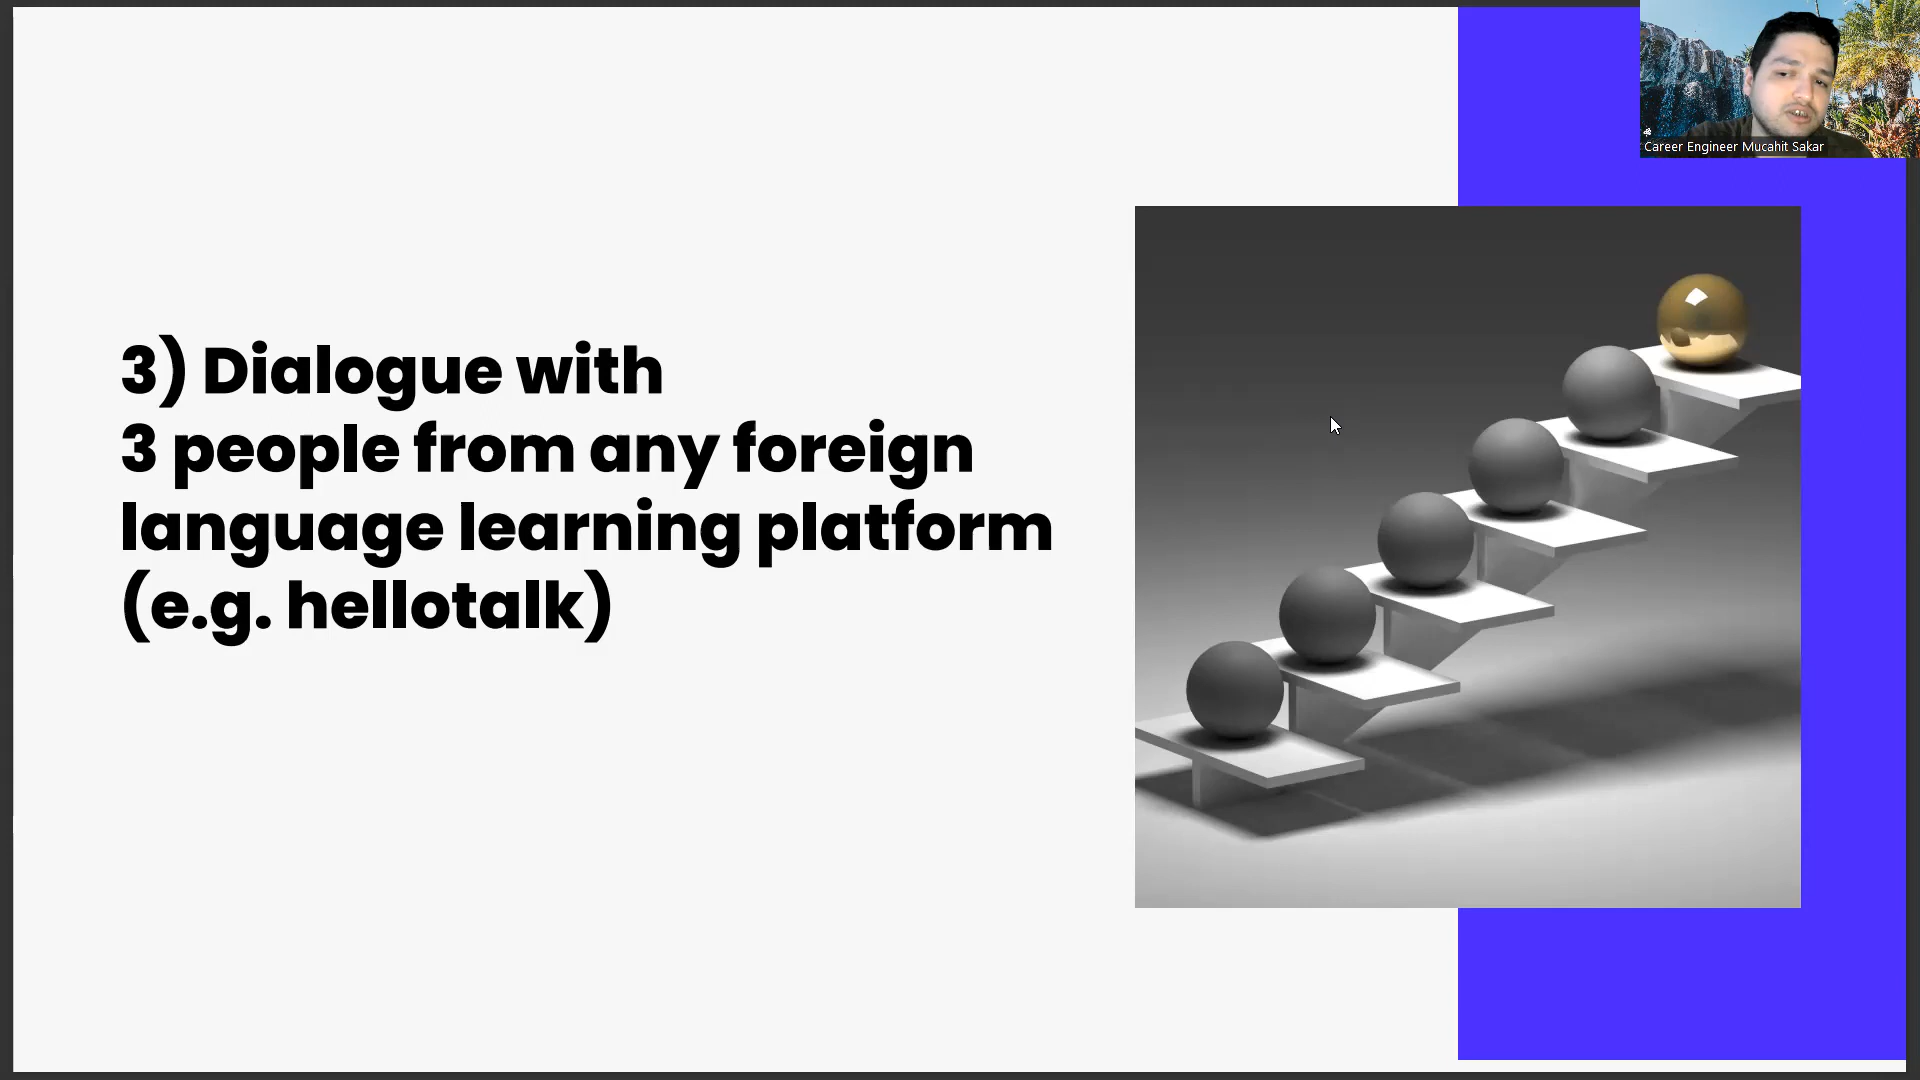 3) Dialogue with
3 people from any foreign
language learning platform
(e.g. hellotalk)
Career Engineer Mucahit Sakar